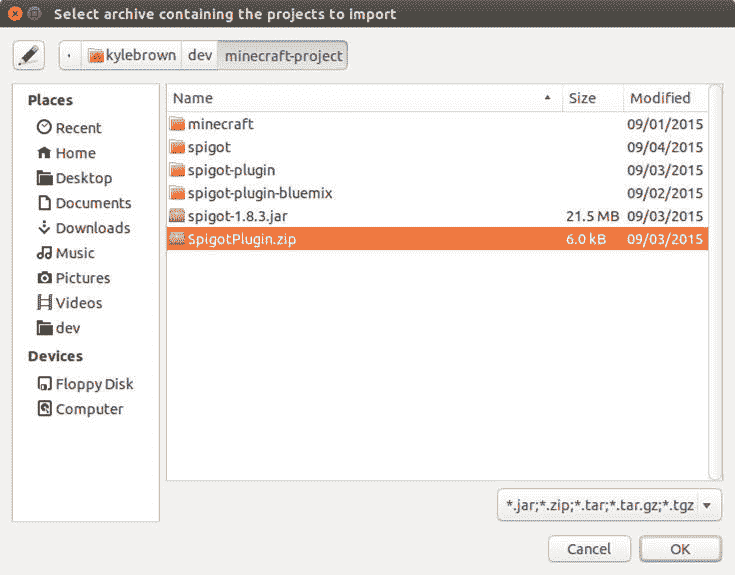 Select archive containing the projects to import
kylebrown dev minecraft-project
Places
Recent
Home
Desktop
Documents
Downloads
Music
Pictures
Videos
dev
Devices
Floppy Disk
Computer
Name Size Modified
minecraft 09/01/2015
spigot 09/04/2015
spigot-plugin 09/03/2015
spigot-plugin-bluemix 09/02/2015
spigot-1.8.3.jar 21.5 MB 09/03/2015
SpigotPlugin.zip 6.0 kB 09/03/2015
*.jar;*.zip;*.tar;*.tar.gz;*.tgz
Cancel OK